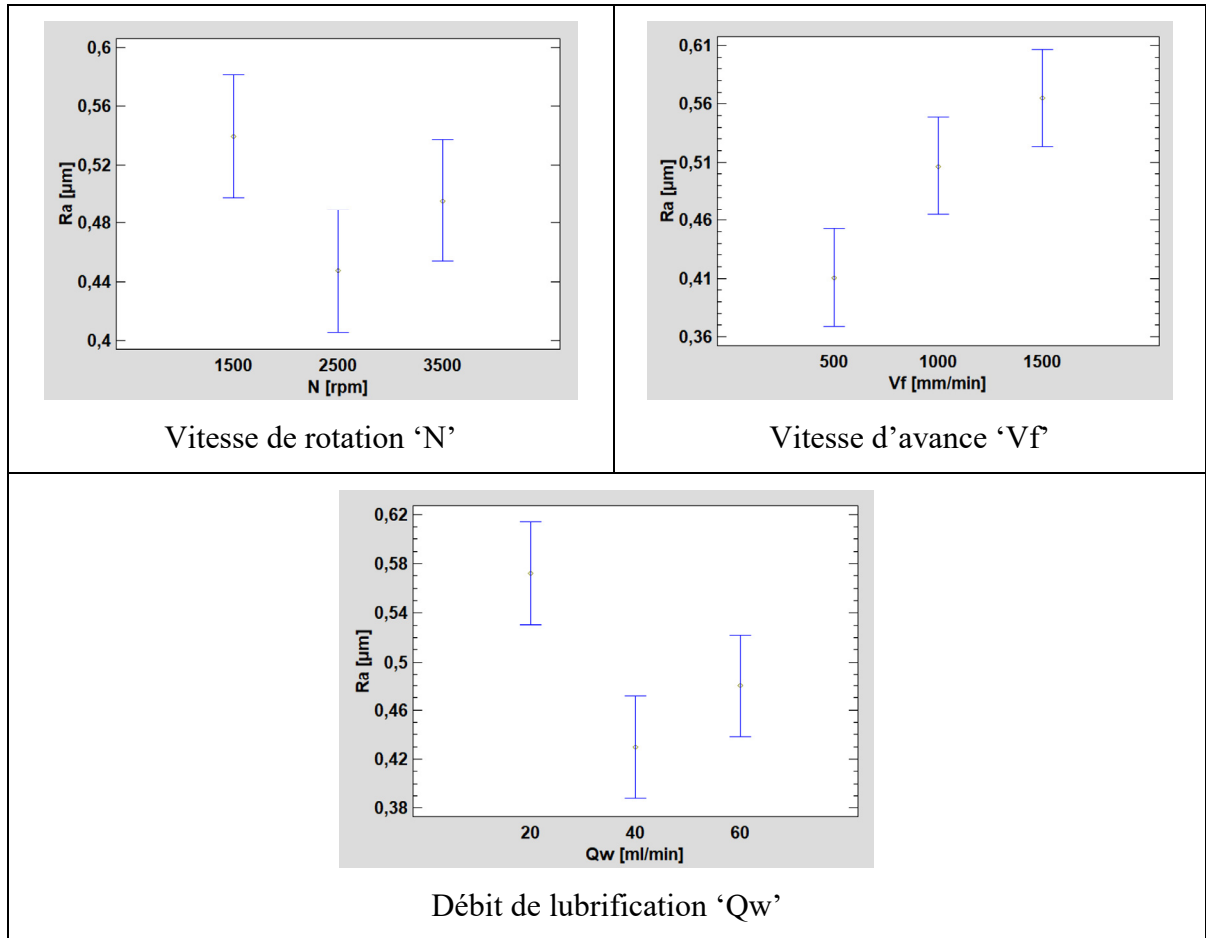 0,6
0,56
0,52
0,48
0,44
0,4
Ra [µm]
1500 2500 3500
N [rpm]
Vitesse de rotation ‘N’
0,61
0,56
0,51
0,46
0,41
0,36
Ra [µm]
500 1000 1500
Vf [mm/min]
Vitesse d’avance ‘Vf’
0,62
0,58
0,54
0,5
0,46
0,42
0,38
Ra [µm]
20 40 60
Qw [ml/min]
Débit de lubrification ‘Qw’